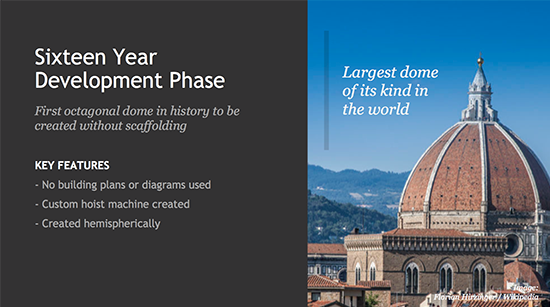 Sixteen Year
Development Phase
First octagonal dome in history to be
created without scaffolding
KEY FEATURES
- No building plans or diagrams used
- Custom hoist machine created
- Created hemispherically
Largest dome
of its kind in
the world
Image:
Florian Hirzinger / Wikipedia